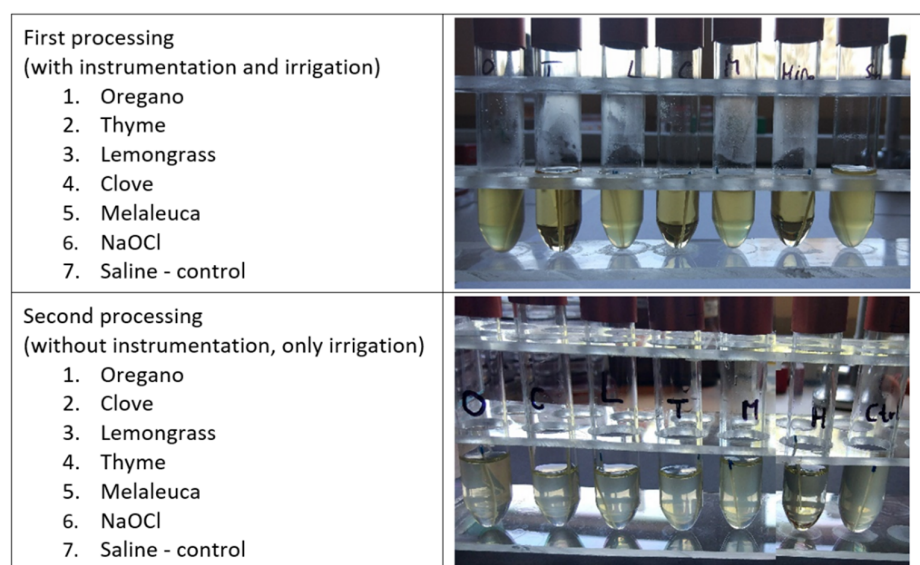 First processing
(with instrumentation and irrigation)
1. Oregano
2. Thyme
3. Lemongrass
4. Clove
5. Melaleuca
6. NaOCl
7. Saline - control
O T L C M Hipo S
Second processing
(without instrumentation, only irrigation)
1. Oregano
2. Clove
3. Lemongrass
4. Thyme
5. Melaleuca
6. NaOCl
7. Saline - control
O C L T M H Ctrl